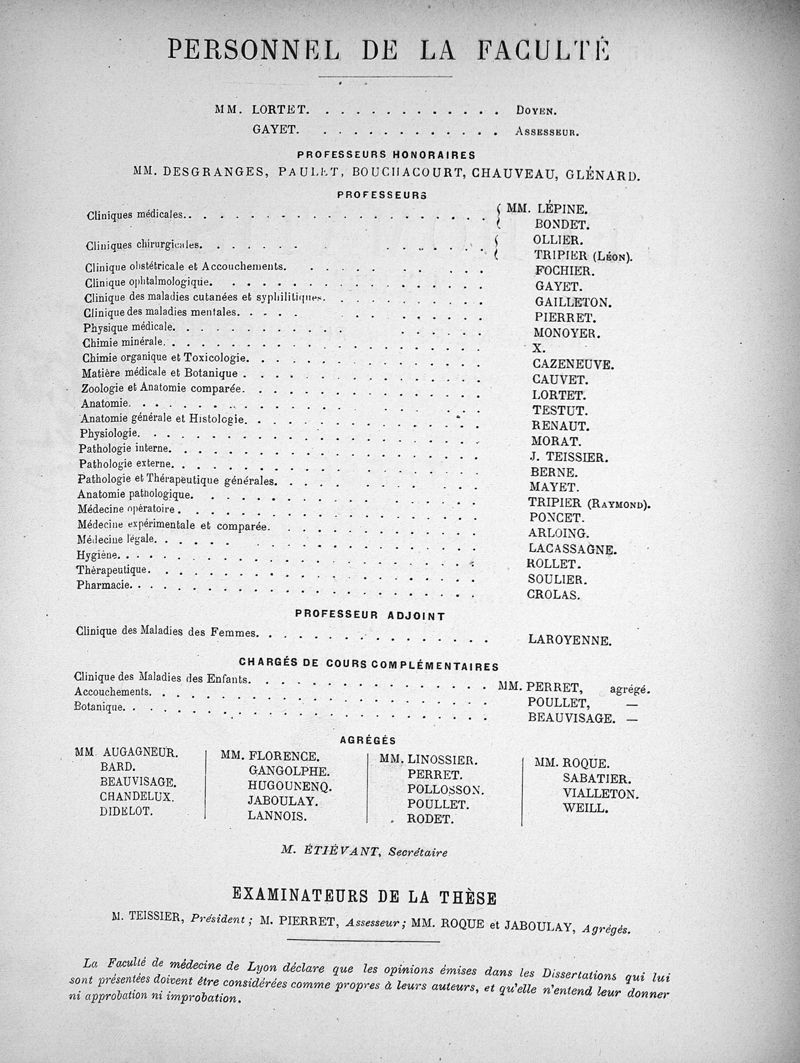 PERSONNEL DE LA FACULTÉ
MM. LORTET. . . . . . . . . . . . . DOYEN.
GAYET. . . . . . . . . . . . . ASSESSEUR.
PROFESSEURS HONORAIRES
MM. DESGRANGES, PAULET, BOUCHACOURT, CHAUVEAU, GLÉNARD.
PROFESSEURS
Cliniques médicales. . . . . . . . . . . . { MM. LÉPINE.
BONDET.
Cliniques chirurgicales. . . . . . . . . . . . { OLLIER.
TRIPIER (LÉON).
Clinique obstétricale et Accouchements. . . . . . . . . FOCHIER.
Clinique ophtalmologique. . . . . . . . . . . . GAYET.
Clinique des maladies cutanées et syphilitiques. . . . . . . . . GAILLETON.
Clinique des maladies mentales. . . . . . . . . . . . PIERRET.
Physique médicale. . . . . . . . . . . . MONOYER.
Chimie minérale. . . . . . . . . . . . X.
Chimie organique et Toxicologie. . . . . . . . . . . . CAZENEUVE.
Matière médicale et Botanique . . . . . . . . . . . . CAUVET.
Zoologie et Anatomie comparée. . . . . . . . . . . . LORTET.
Anatomie. . . . . . . . . . . . TESTUT.
Anatomie générale et Histologie. . . . . . . . . . . . RENAUT.
Physiologie. . . . . . . . . . . . MORAT.
Pathologie interne. . . . . . . . . . . . J. TEISSIER.
Pathologie externe. . . . . . . . . . . . BERNE.
Pathologie et Thérapeutique générales. . . . . . . . . . . . MAYET.
Anatomie pathologique. . . . . . . . . . . . TRIPIER (RAYMOND).
Médecine opératoire . . . . . . . . . . . . PONCET.
Médecine expérimentale et comparée. . . . . . . . . . . . ARLOING.
Médecine légale. . . . . . . . . . . . LACASSAGNE.
Hygiène. . . . . . . . . . . . ROLLET.
Thérapeutique. . . . . . . . . . . . SOULIER.
Pharmacie. . . . . . . . . . . . CROLAS.
PROFESSEUR ADJOINT
Clinique des Maladies des Femmes. . . . . . . . . . . . LAROYENNE.
CHARGÉS DE COURS COMPLÉMENTAIRES
Clinique des Maladies des Enfants. . . . . . . . . . . . MM. PERRET, agrégé.
Accouchements. . . . . . . . . . . . POULLET, —
Botanique. . . . . . . . . . . . BEAUVISAGE. —
AGRÉGÉS
MM. AUGAGNEUR.
BARD.
BEAUVISAGE.
CHANDELUX.
DIDELOT.
MM. FLORENCE.
GANGOLPHE.
HUGOUNENQ.
JABOULAY.
LANNOIS.
MM. LINOSSIER.
PERRET.
POLLOSSON.
POULLET.
RODET.
MM. ROQUE.
SABATIER.
VIALLETON.
WEILL.
M. ÉTIÉVANT, Secrétaire
EXAMINATEURS DE LA THÈSE
M. TEISSIER, Président ; M. PIERRET, Assesseur ; MM. ROQUE et JABOULAY, Agrégés.
La Faculté de médecine de Lyon déclare que les opinions émises dans les Dissertations qui lui
sont présentées doivent être considérées comme propres à leurs auteurs, et qu'elle n'entend leur donner
ni approbation ni improbation.